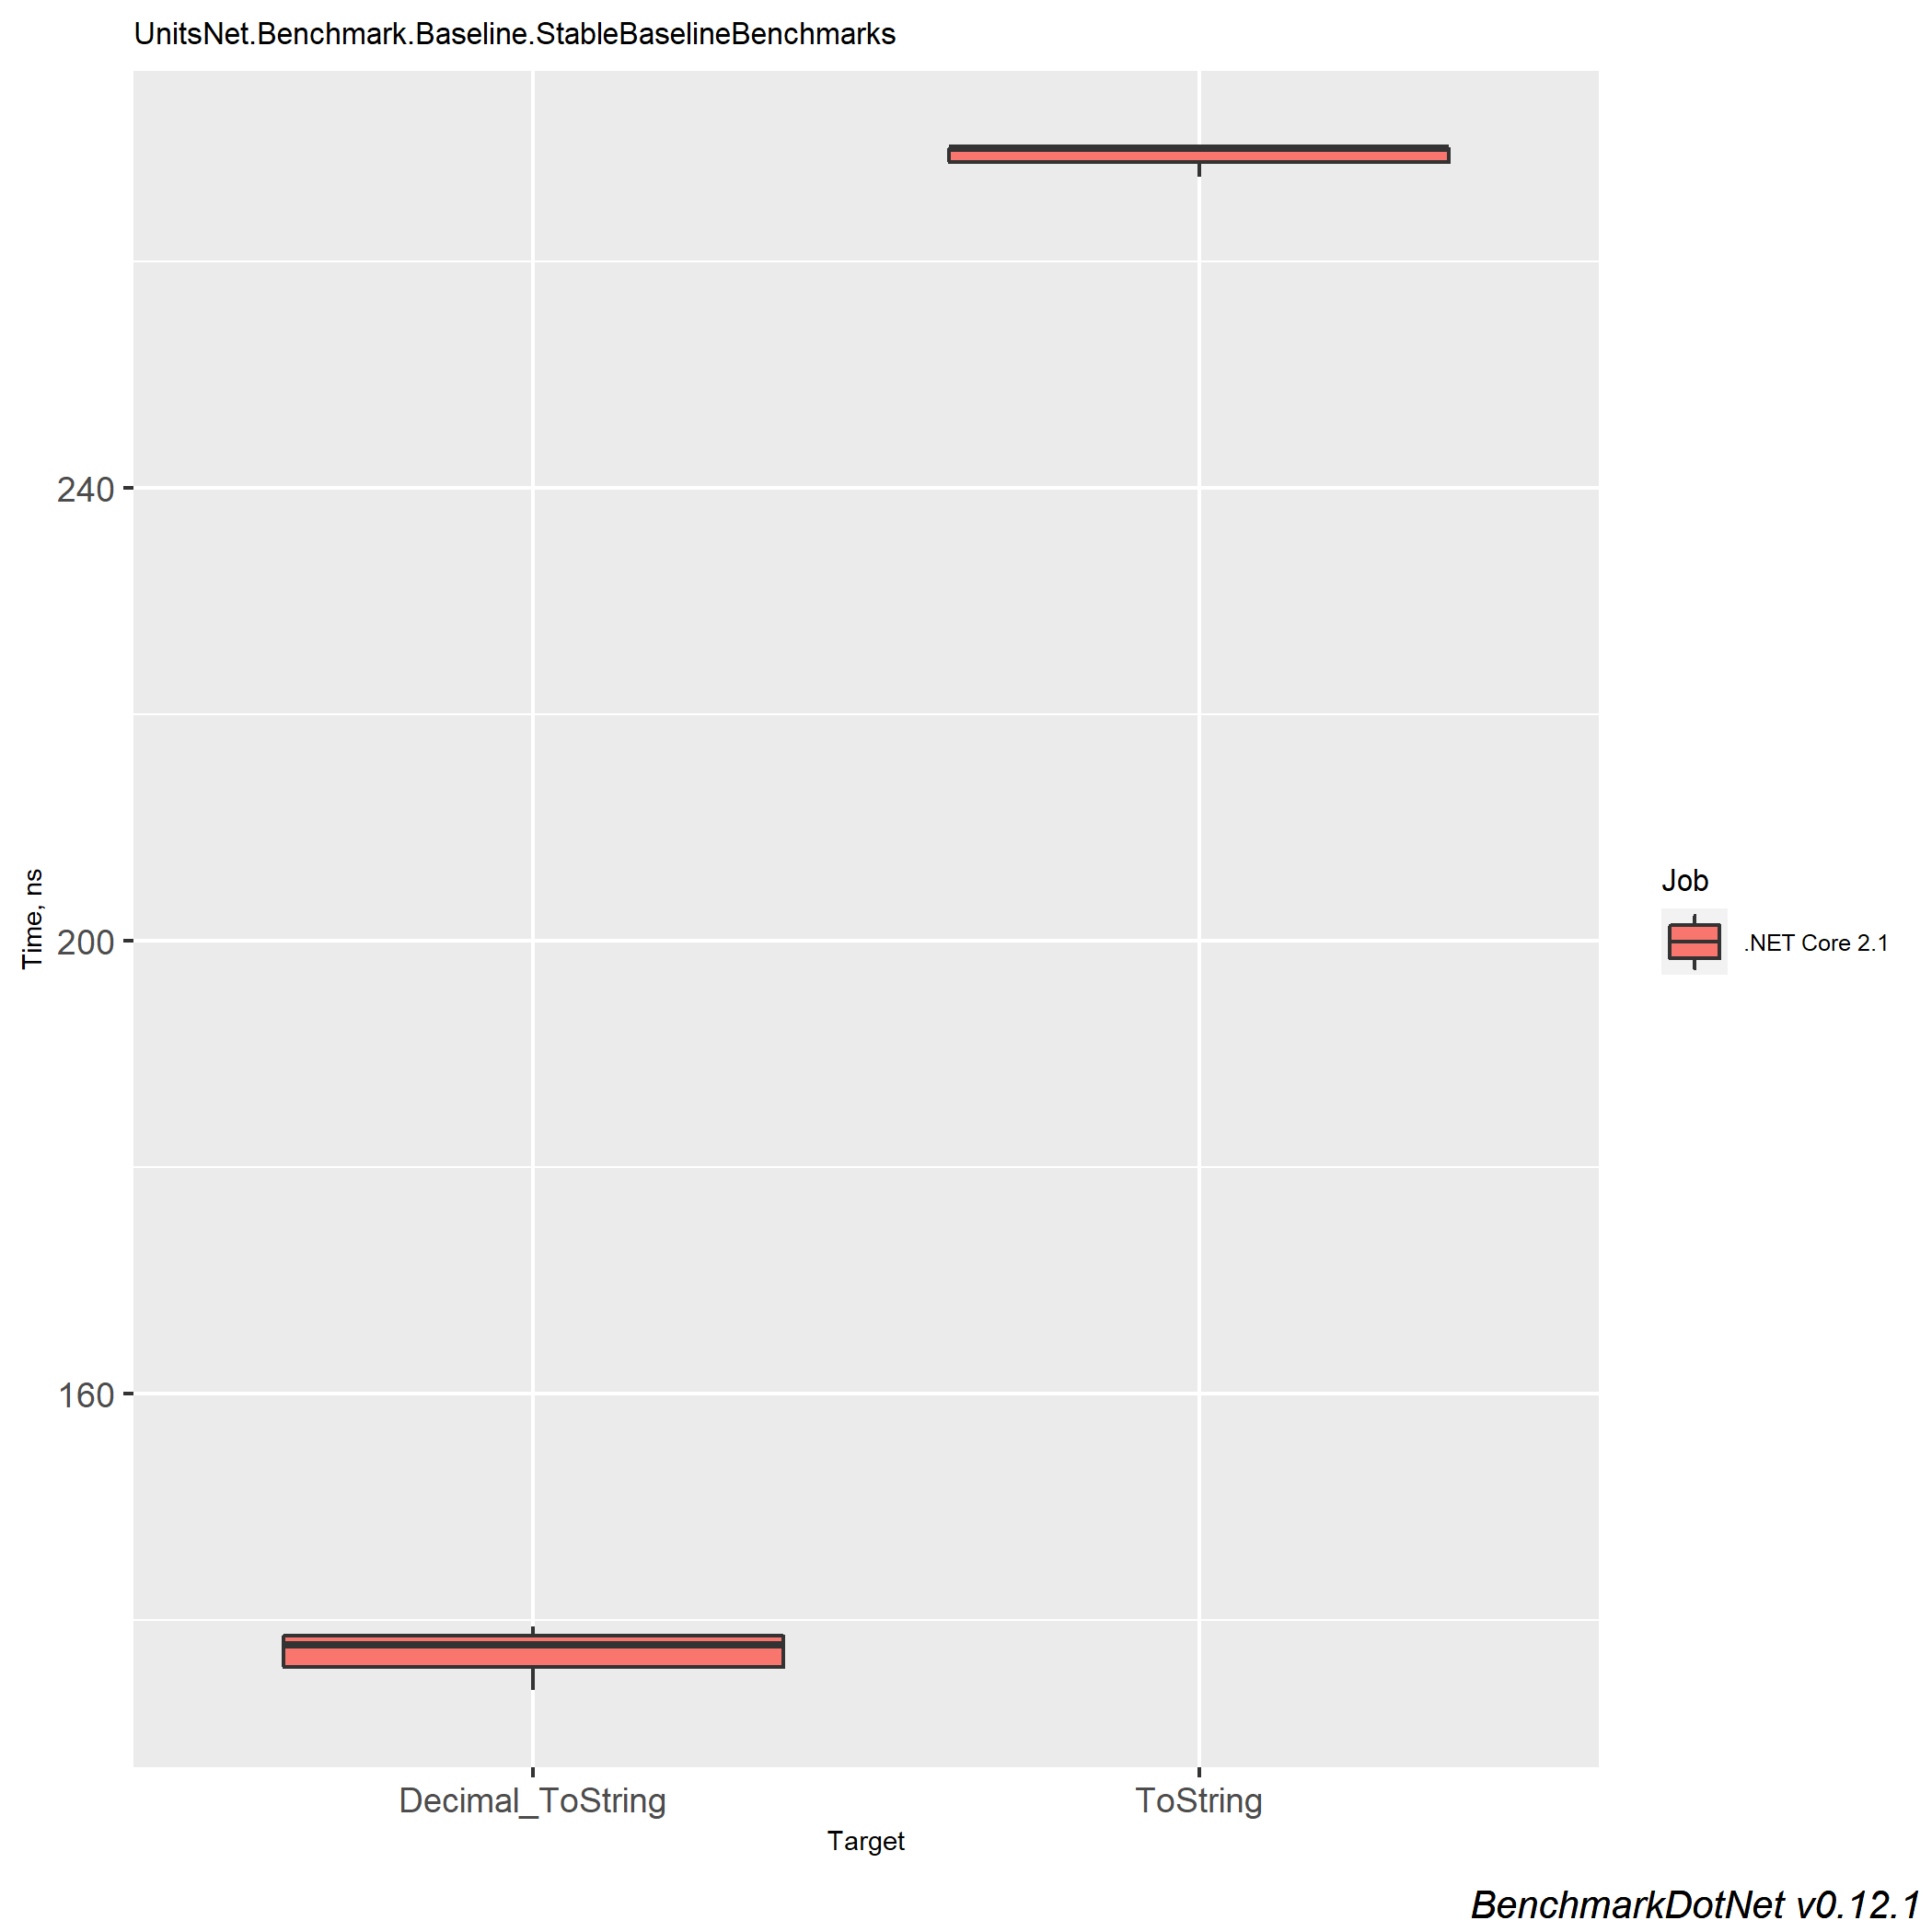 UnitsNet.Benchmark.Baseline.StableBaselineBenchmarks
Time, ns
240
200
160
Decimal_ToString
ToString
Target
Job
.NET Core 2.1
BenchmarkDotNet v0.12.1